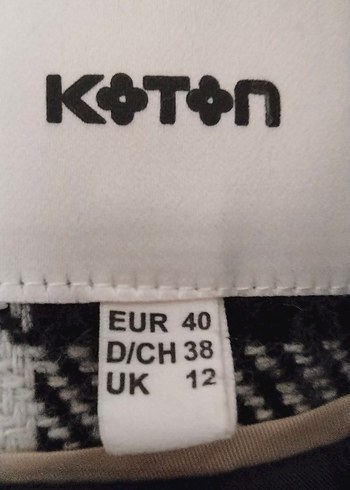 KOTON
EUR 40
D/CH 38
UK 12